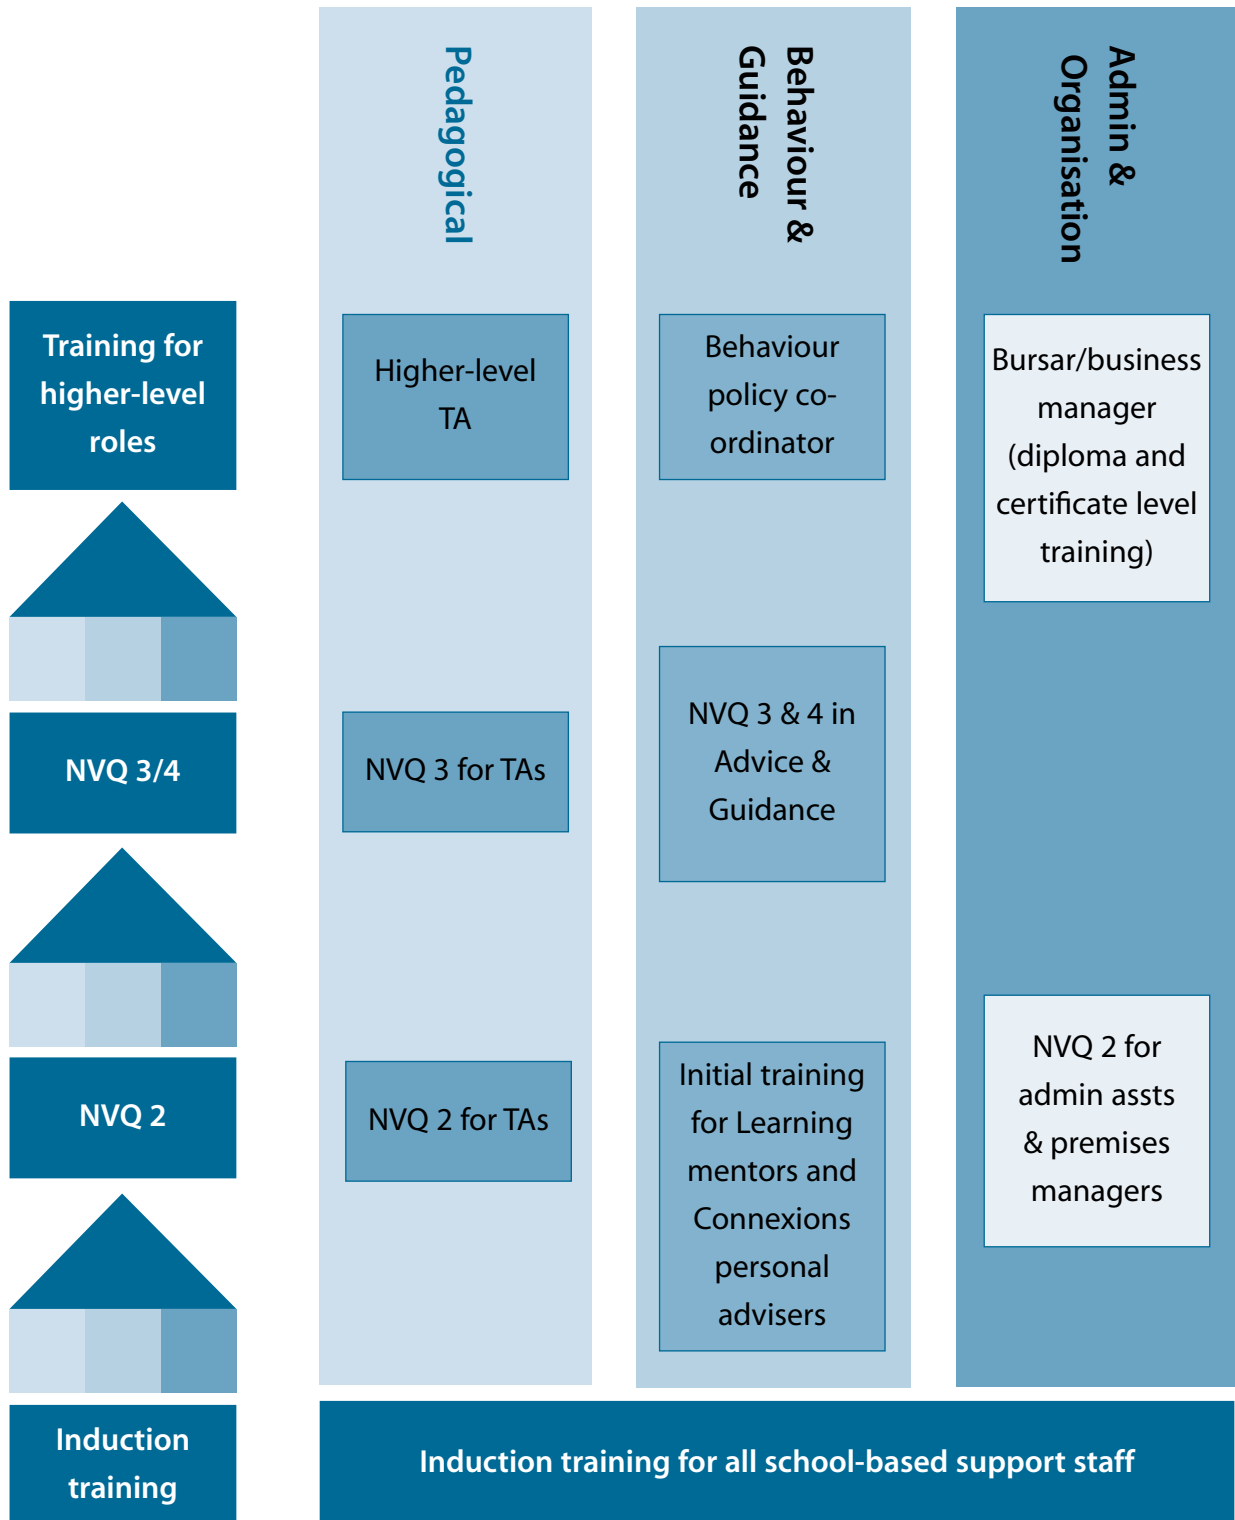 Pedagogical
Behaviour &
Guidance
Admin &
Organisation
Training for
higher-level
roles
Higher-level
TA
Behaviour
policy co-
ordinator
Bursar/business
manager
(diploma and
certificate level
training)
NVQ 3/4
NVQ 3 for TAs
NVQ 3 & 4 in
Advice &
Guidance
NVQ 2
NVQ 2 for TAs
Initial training
for Learning
mentors and
Connexions
personal
advisers
NVQ 2 for
admin assts
& premises
managers
Induction
training
Induction training for all school-based support staff